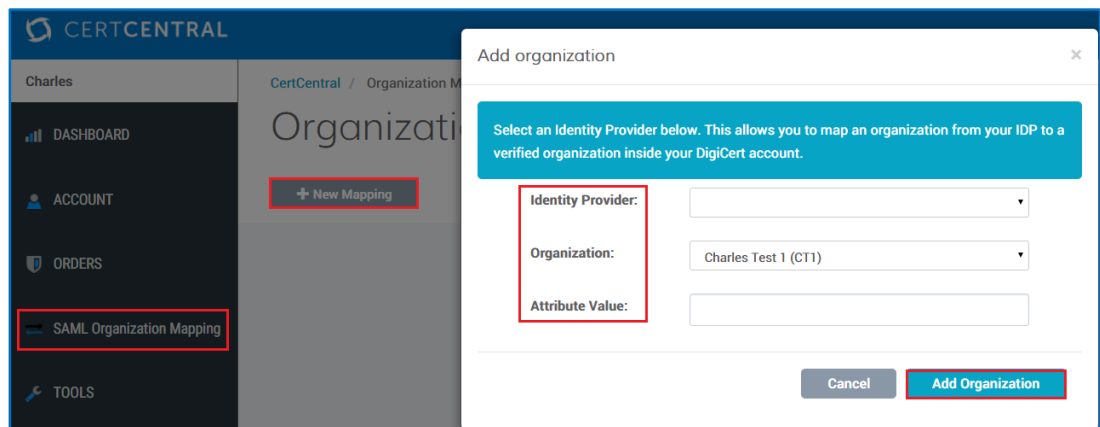 CERTCENTRAL
Charles
DASHBOARD
ACCOUNT
ORDERS
SAML Organization Mapping
TOOLS
CertCentral / Organization M
Organizati
+ New Mapping
Add organization
×
Select an Identity Provider below. This allows you to map an organization from your IDP to a
verified organization inside your DigiCert account.
Identity Provider:
Organization:
Charles Test 1 (CT1)
Attribute Value:
Cancel
Add Organization